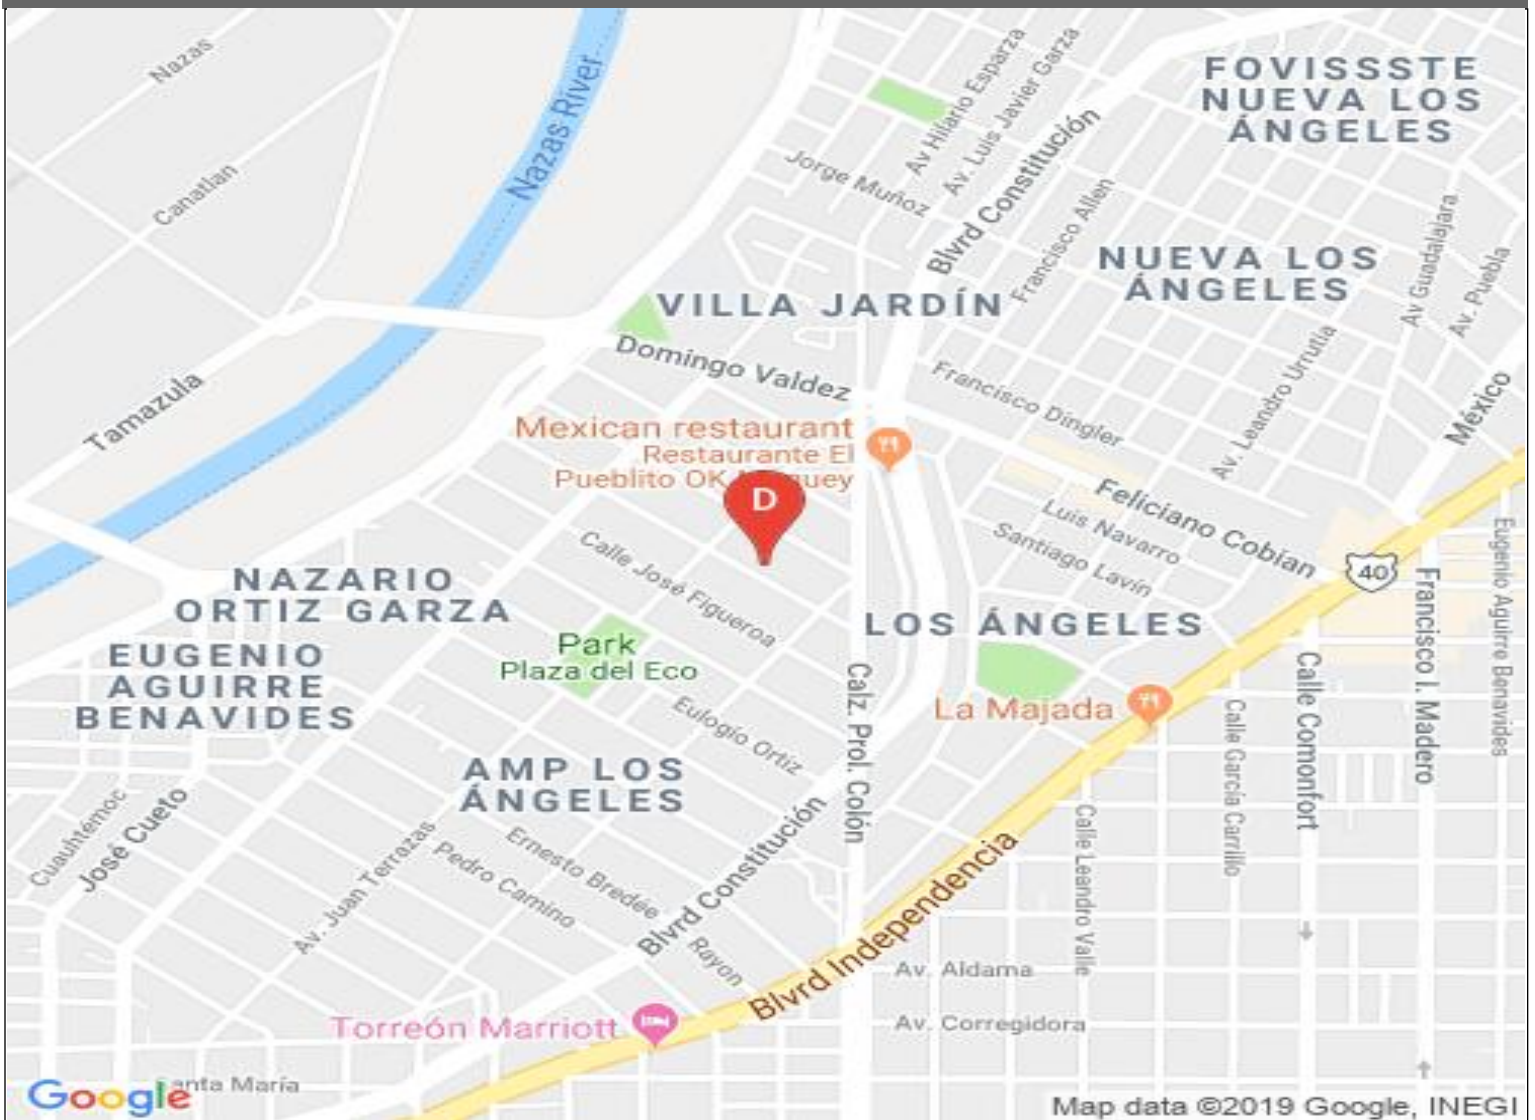 Nazas
Canatlan
Nazas River
Av Hilario Esparza
Av. Luis Javier Garza
FOVISSSTE
NUEVA LOS
ÁNGELES
Jorge Muñoz
Blvrd Constitución
Francisco Allen
NUEVA LOS
ÁNGELES
Av Guadalajara
Av. Puebla
VILLA JARDÍN
Domingo Valdez
Francisco Dingler
Av. Leandro Urrutia
México
Tamazula
Mexican restaurant
Restaurante El
Pueblito OK
D
Feliciano Cobían
Luis Navarro
Santiago Lavín
40
Eugenio Aguirre Benavides
Francisco I. Madero
Calle José Figueroa
NAZARIO
ORTIZ GARZA
EUGENIO
AGUIRRE
BENAVIDES
Park
Plaza del Eco
LOS ÁNGELES
La Majada
Calz. Prol. Colón
Calle Comonfort
Calle García Carrillo
Eulogio Ortiz
AMP LOS
ÁNGELES
Cuauhtémoc
José Cueto
Av. Juan Terrazas
Ernesto Bredée
Pedro Camino
Blvrd Constitución
Rayon
Blvrd Independencia
Calle Leandro Valle
Av. Aldama
Av. Corregidora
Torreón Marriott
Google
anta María
Map data ©2019 Google, INEGI